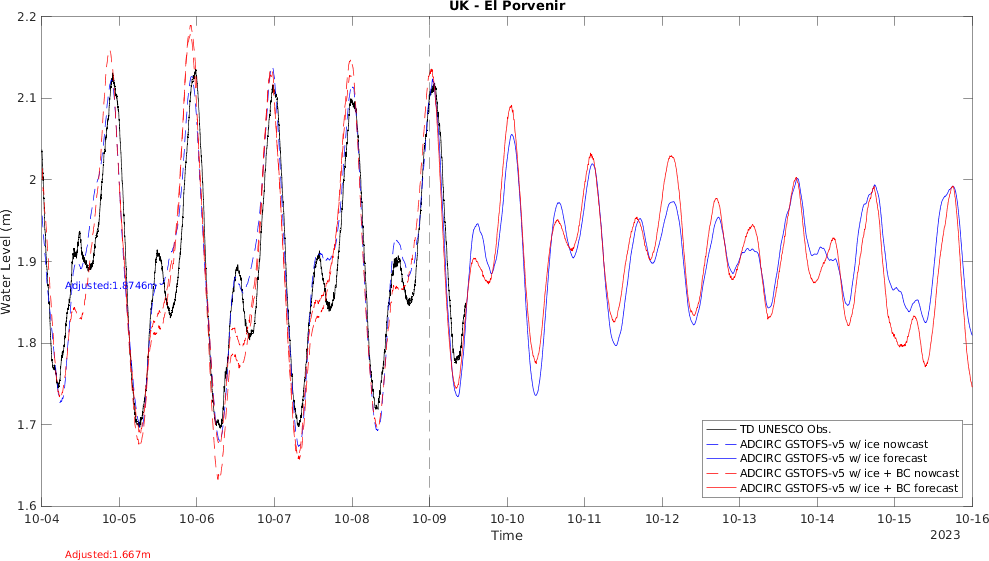 UK - El Porvenir
2.2
2.1
2
1.9
1.8
1.7
1.6
Water Level (m)
Adjusted:1.8746m
TD UNESCO Obs.
ADCIRC GSTOFS-v5 w/ ice nowcast
ADCIRC GSTOFS-v5 w/ ice forecast
ADCIRC GSTOFS-v5 w/ ice + BC nowcast
ADCIRC GSTOFS-v5 w/ ice + BC forecast
10-04 10-05 10-06 10-07 10-08 10-09 10-10 10-11 10-12 10-13 10-14 10-15 10-16
Time
2023
Adjusted:1.667m